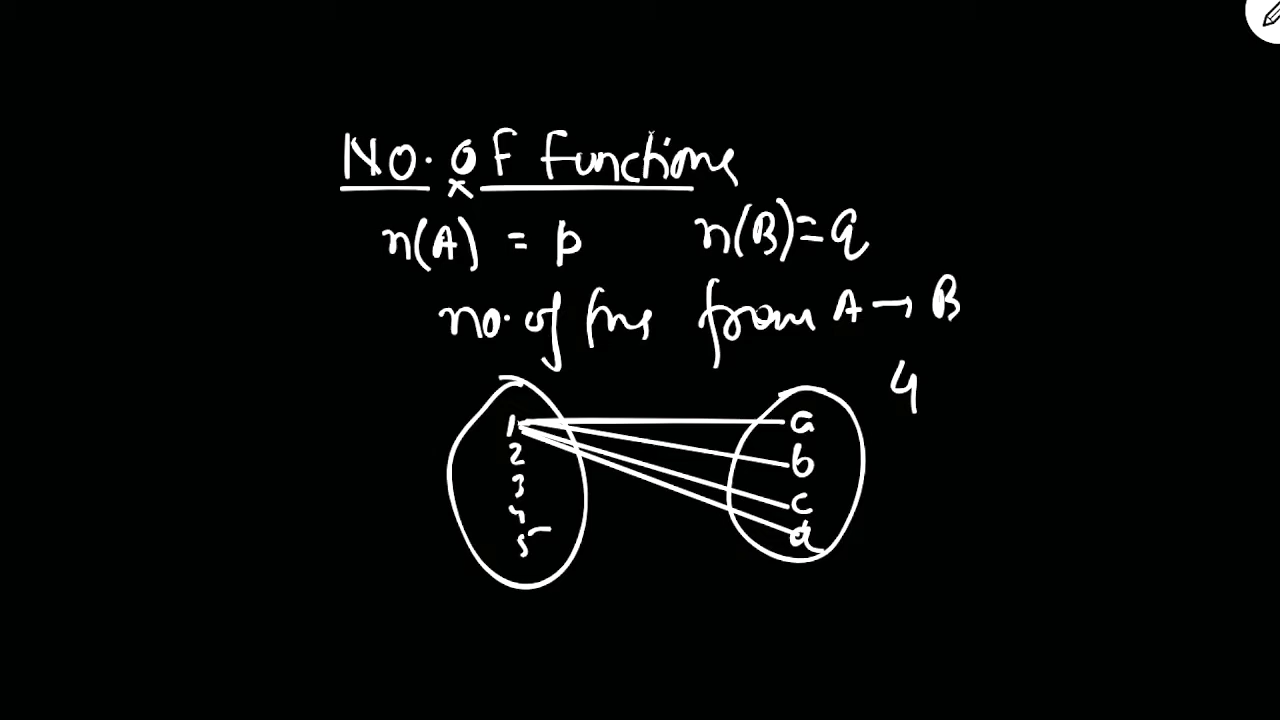 No. of Functions
n(A) = p n(B) = q
no. of fns from A → B
4
1 a
2 b
3 c
4 d
5